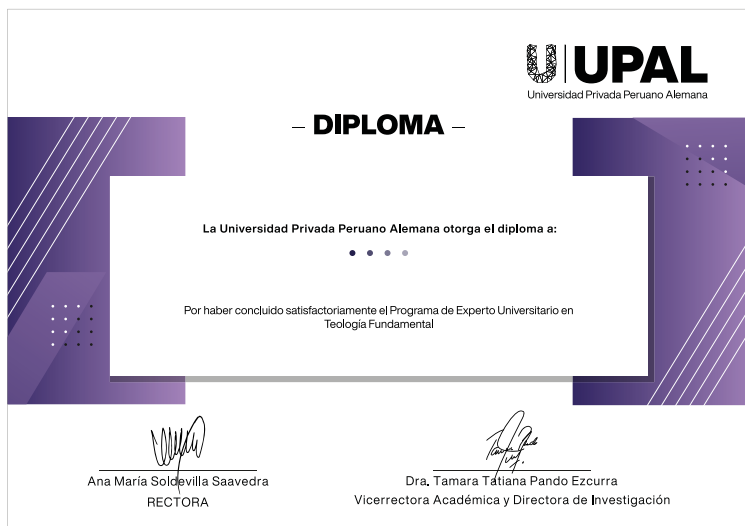 UPAL
Universidad Privada Peruano Alemana
– DIPLOMA –
La Universidad Privada Peruano Alemana otorga el diploma a:
Por haber concluido satisfactoriamente el Programa de Experto Universitario en
Teología Fundamental
Ana María Soldevilla Saavedra
RECTORA
Dra. Tamara Tatiana Pando Ezcurra
Vicerrectora Académica y Directora de Investigación